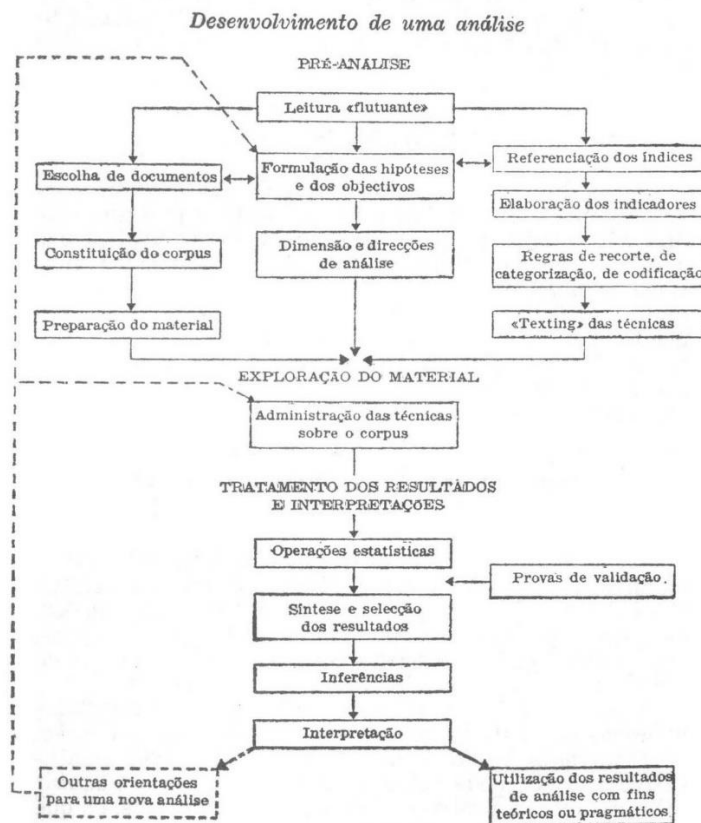 Desenvolvimento de uma análise
PRÉ-ANÁLISE
Leitura «flutuante»
Escolha de documentos
Formulação das hipóteses
e dos objectivos
Referenciação dos índices
Elaboração dos indicadores
Constituição do corpus
Dimensão e direcções
de análise
Regras de recorte, de
categorização, de codificação
Preparação do material
«Texting» das técnicas
EXPLORAÇÃO DO MATERIAL
Administração das técnicas
sobre o corpus
TRATAMENTO DOS RESULTADOS
E INTERPRETAÇÕES
Operações estatísticas
Provas de validação
Síntese e selecção
dos resultados
Inferências
Interpretação
Outras orientações
para uma nova análise
Utilização dos resultados
de análise com fins
teóricos ou pragmáticos